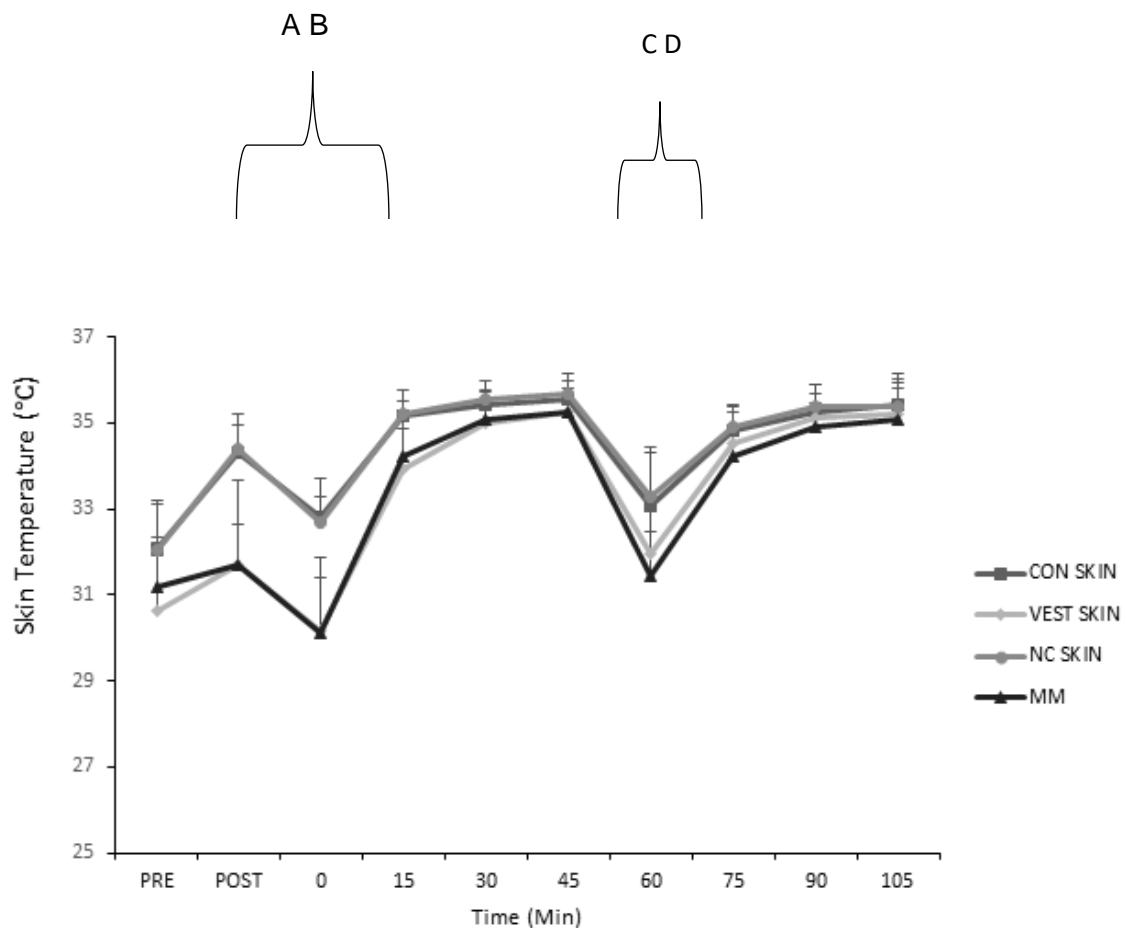 A B
C D
37
35
33
31
29
27
25
Skin Temperature (°C)
PRE POST 0 15 30 45 60 75 90 105
Time (Min)
CON SKIN
VEST SKIN
NC SKIN
MM